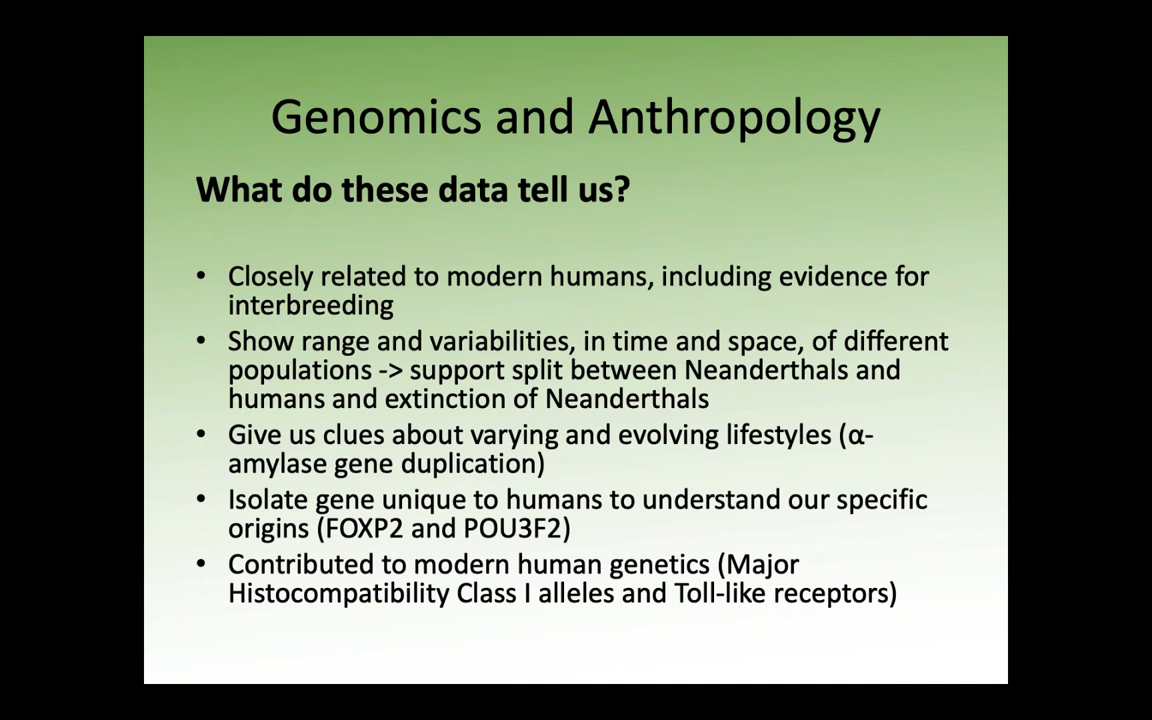 Genomics and Anthropology
What do these data tell us?
• Closely related to modern humans, including evidence for
interbreeding
• Show range and variabilities, in time and space, of different
populations -> support split between Neanderthals and
humans and extinction of Neanderthals
• Give us clues about varying and evolving lifestyles (α-
amylase gene duplication)
• Isolate gene unique to humans to understand our specific
origins (FOXP2 and POU3F2)
• Contributed to modern human genetics (Major
Histocompatibility Class I alleles and Toll-like receptors)